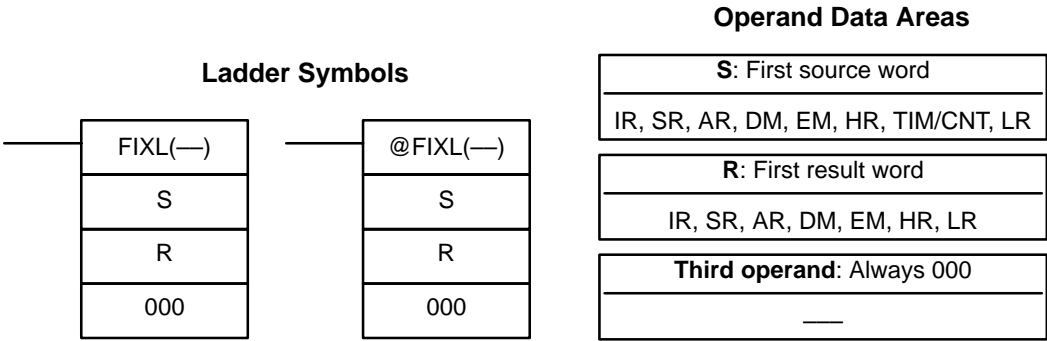 Ladder Symbols
FIXL(––)
S
R
000
@FIXL(––)
S
R
000
Operand Data Areas
S: First source word
IR, SR, AR, DM, EM, HR, TIM/CNT, LR
R: First result word
IR, SR, AR, DM, EM, HR, LR
Third operand: Always 000
–––